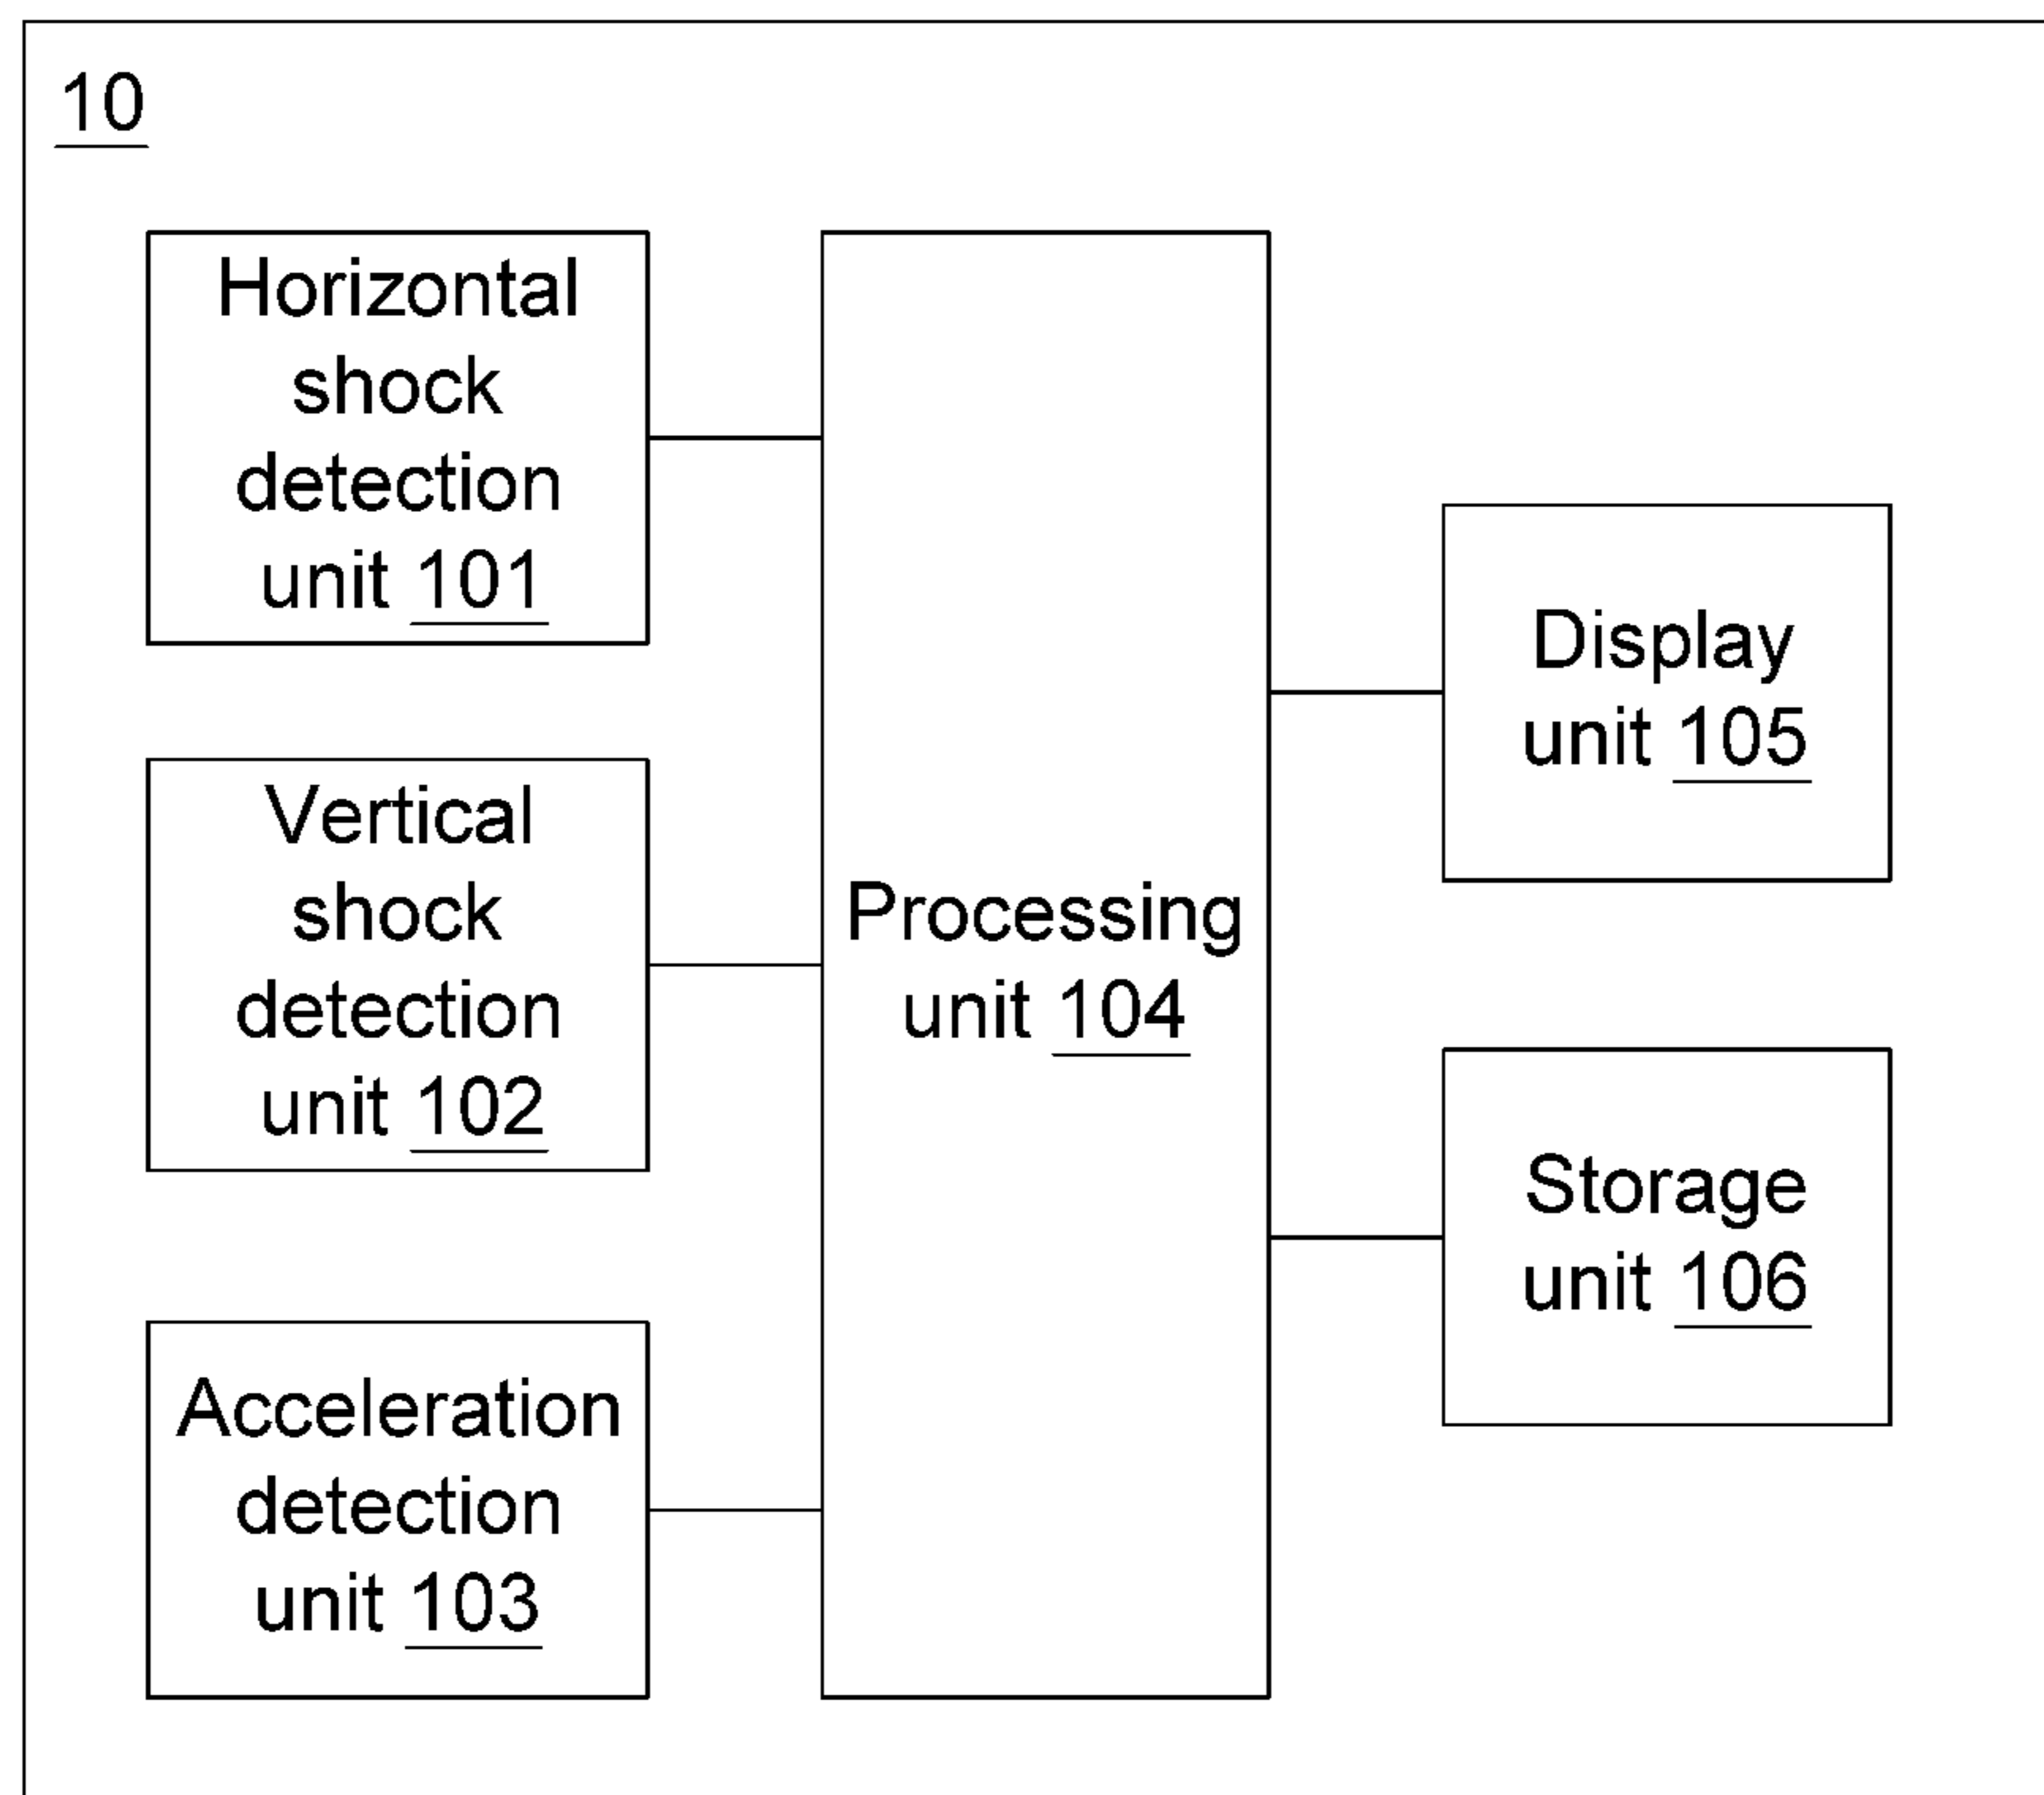 10
Horizontal
shock
detection
unit 101
Vertical
shock
detection
unit 102
Acceleration
detection
unit 103
Processing
unit 104
Display
unit 105
Storage
unit 106